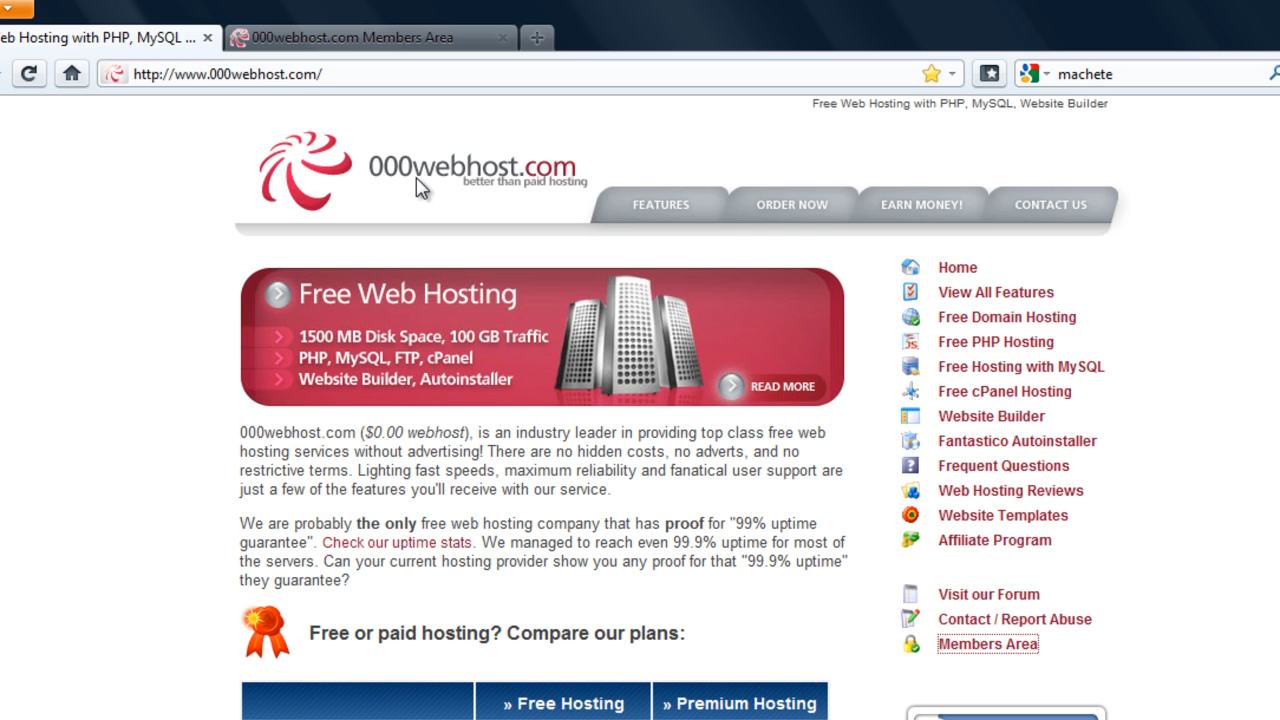 eb Hosting with PHP, MySQL ...
000webhost.com Members Area
http://www.000webhost.com/
machete
Free Web Hosting with PHP, MySQL, Website Builder
000webhost.com
better than paid hosting
FEATURES
ORDER NOW
EARN MONEY!
CONTACT US
Free Web Hosting
1500 MB Disk Space, 100 GB Traffic
PHP, MySQL, FTP, cPanel
Website Builder, Autoinstaller
READ MORE
000webhost.com ($0.00 webhost), is an industry leader in providing top class free web
hosting services without advertising! There are no hidden costs, no adverts, and no
restrictive terms. Lighting fast speeds, maximum reliability and fanatical user support are
just a few of the features you'll receive with our service.
We are probably the only free web hosting company that has proof for "99% uptime
guarantee". Check our uptime stats. We managed to reach even 99.9% uptime for most of
the servers. Can your current hosting provider show you any proof for that "99.9% uptime"
they guarantee?
Free or paid hosting? Compare our plans:
» Free Hosting
» Premium Hosting
Home
View All Features
Free Domain Hosting
Free PHP Hosting
Free Hosting with MySQL
Free cPanel Hosting
Website Builder
Fantastico Autoinstaller
Frequent Questions
Web Hosting Reviews
Website Templates
Affiliate Program
Visit our Forum
Contact / Report Abuse
Members Area